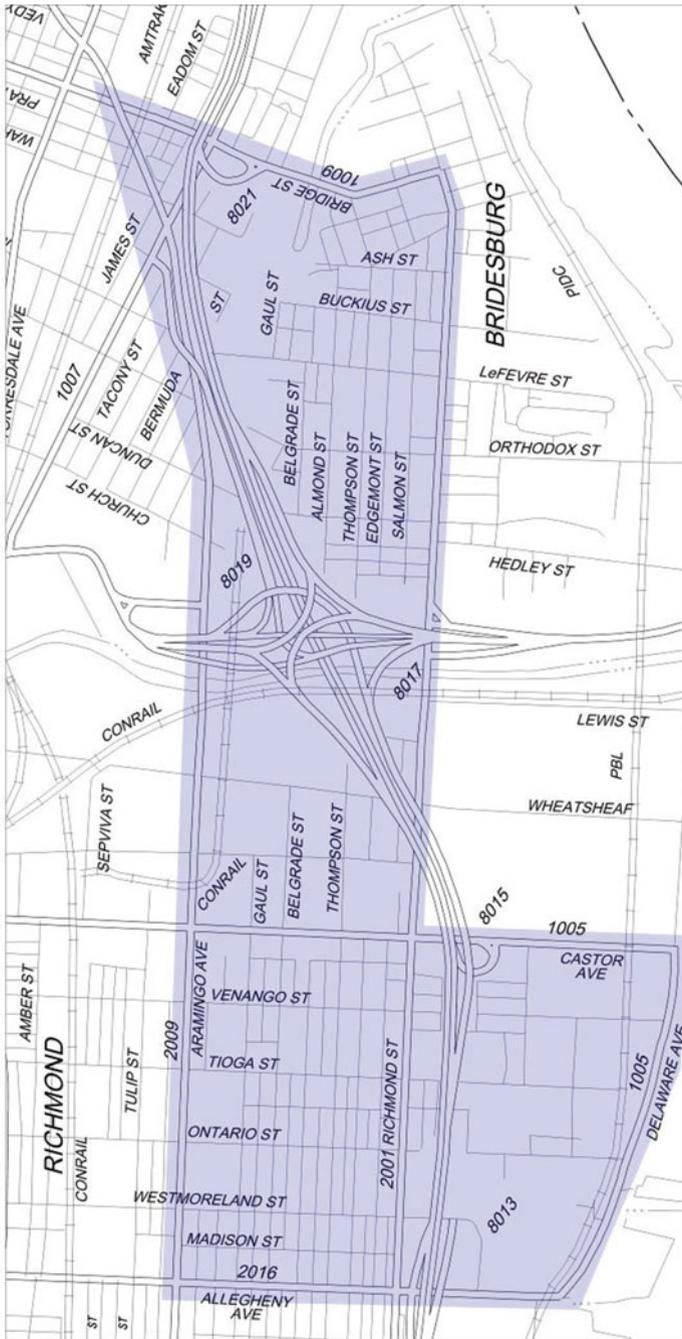 AMTRAK
EADOM ST
1009
BRIDGE ST
8021
JAMES ST
ASH ST
BRIDESBURG
PIDC
ST
GAUL ST
BUCKIUS ST
1007
TACONY ST
BERMUDA
LeFEVRE ST
DUNCAN ST
BELGRADE ST
ALMOND ST
THOMPSON ST
EDGEMONT ST
SALMON ST
ORTHODOX ST
CHURCH ST
8019
HEDLEY ST
8017
CONRAIL
LEWIS ST
PBL
WHEATSHEAF
SEPVIVA ST
CONRAIL
GAUL ST
BELGRADE ST
THOMPSON ST
8015
1005
CASTOR
AVE
AMBER ST
RICHMOND
CONRAIL
TULIP ST
2009
ARAMINGO AVE
VENANGO ST
TIOGA ST
2001 RICHMOND ST
1005
DELAWARE AVE
ONTARIO ST
WESTMORELAND ST
8013
MADISON ST
2016
ALLEGHENY
AVE
ST
ST